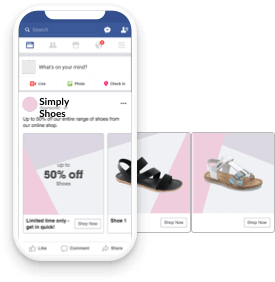 Search
What's on your mind?
Live
Photo
Check in
Simply
Shoes
Up to 50% of our entire range of shoes from
our online shop.
up to
50% off
Shoes
Limited time only -
get in quick!
Shop Now
Shoe 1
Shop Now
Shop Now
Like
Comment
Share